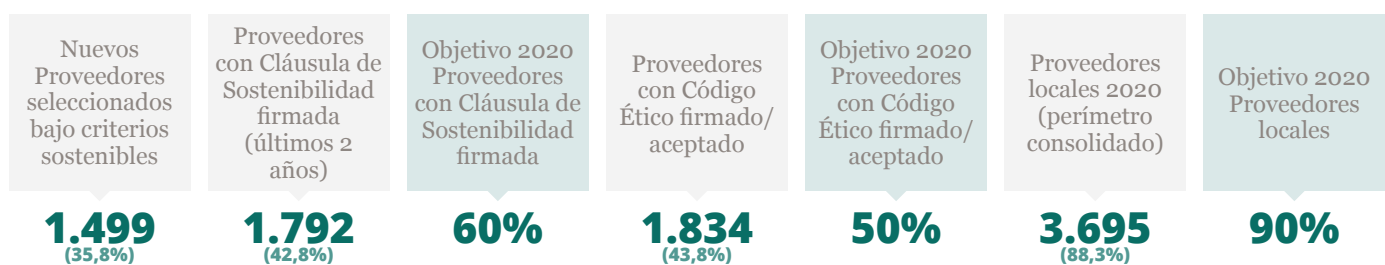 Nuevos
Proveedores
seleccionados
bajo criterios
sostenibles
1.499
(35,8%)
Proveedores
con Cláusula de
Sostenibilidad
firmada
(últimos 2
años)
1.792
(42,8%)
Objetivo 2020
Proveedores
con Cláusula de
Sostenibilidad
firmada
60%
Proveedores
con Código
Ético firmado/
aceptado
1.834
(43,8%)
Objetivo 2020
Proveedores
con Código
Ético firmado/
aceptado
50%
Proveedores
locales 2020
(perímetro
consolidado)
3.695
(88,3%)
Objetivo 2020
Proveedores
locales
90%